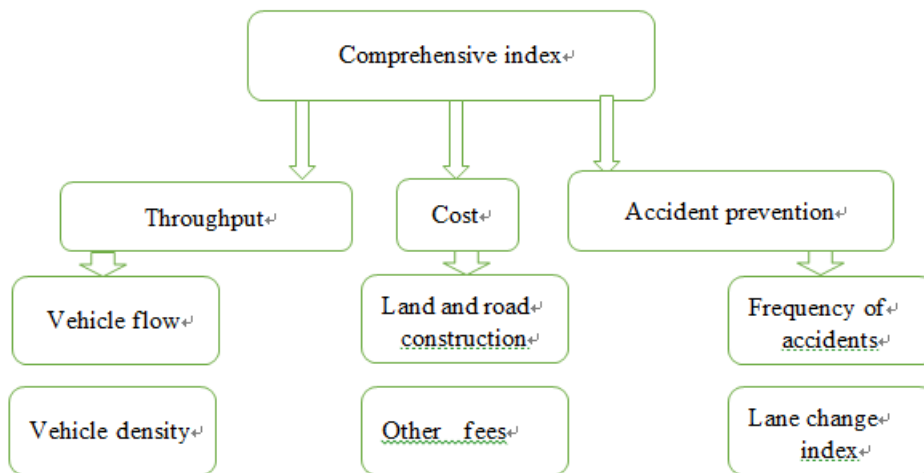 Comprehensive index↵
Throughput↵
Cost↵
Accident prevention↵
Vehicle flow↵
Land and road↵
construction↵
Frequency of↵
accidents↵
Vehicle density↵
Other fees↵
Lane change↵
index↵